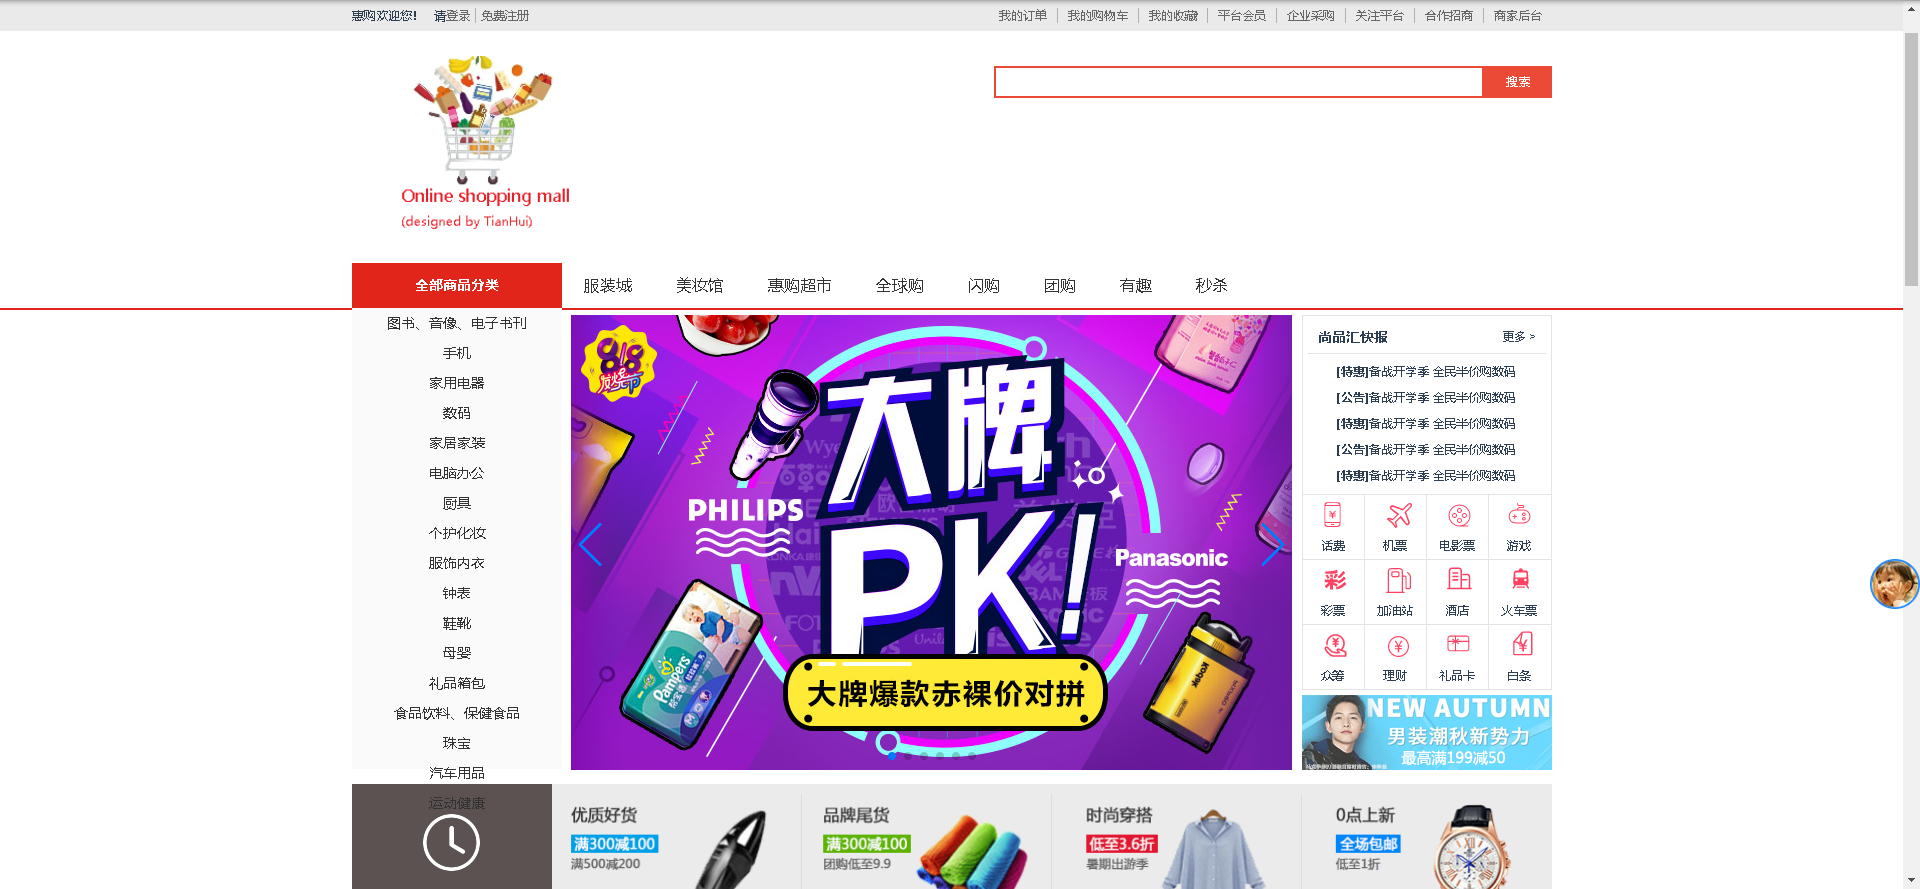 惠购欢迎您! 请登录 免费注册
我的订单 我的购物车 我的收藏 平台会员 企业采购 关注平台 合作招商 商家后台
搜索
Online shopping mall
(designed by TianHui)
全部商品分类 服装城 美妆馆 惠购超市 全球购 闪购 团购 有趣 秒杀
图书、音像、电子书刊
手机
家用电器
数码
家居家装
电脑办公
厨具
个护化妆
服饰内衣
钟表
鞋靴
母婴
礼品箱包
食品饮料、保健食品
珠宝
汽车用品
运动健康
大牌
PK!
PHILIPS
Panasonic
Pampers
Kodak
大牌爆款赤裸价对拼
尚品汇快报 更多 >
[特惠]备战开学季 全民半价购数码
[公告]备战开学季 全民半价购数码
[特惠]备战开学季 全民半价购数码
[公告]备战开学季 全民半价购数码
[特惠]备战开学季 全民半价购数码
话费 机票 电影票 游戏
彩票 加油站 酒店 火车票
众筹 理财 礼品卡 白条
NEW AUTUMN
男装潮秋新势力
最高满199减50
优质好货
满300减100
满500减200
品牌尾货
满300减100
团购低至9.9
时尚穿搭
低至3.6折
暑期出游季
0点上新
全场包邮
低至1折